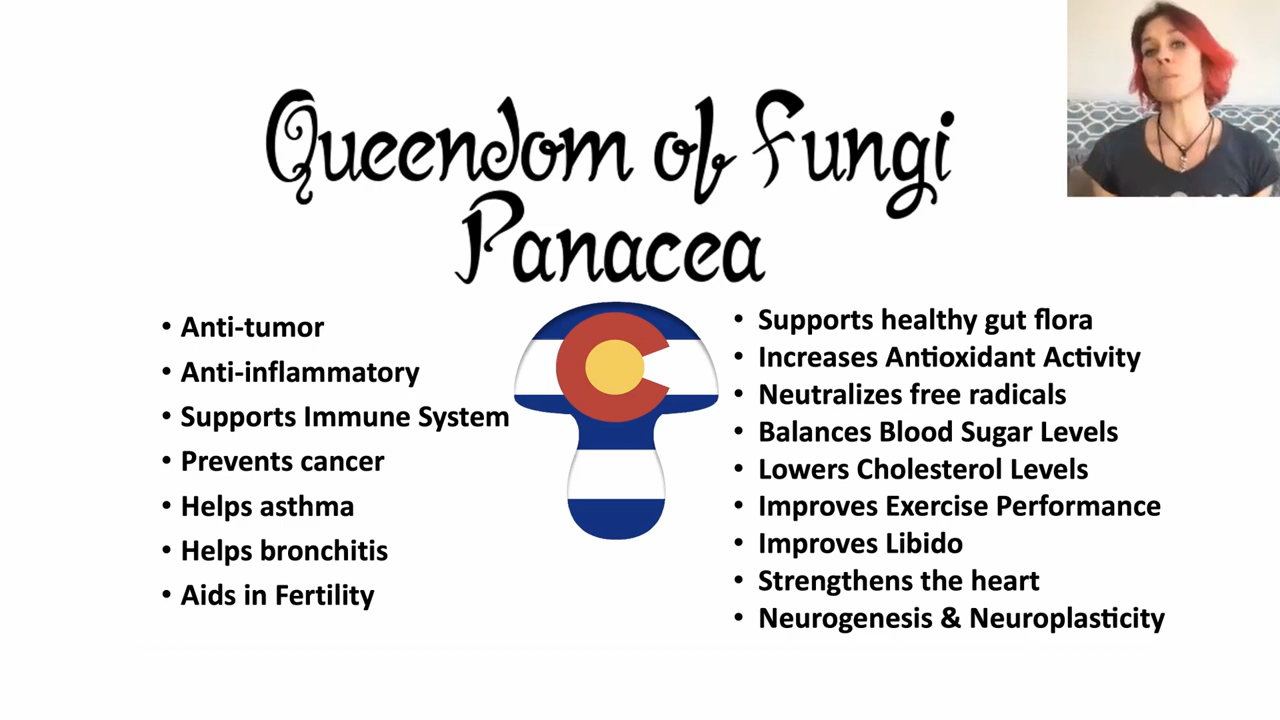 Queendom of Fungi
Panacea
• Anti-tumor
• Anti-inflammatory
• Supports Immune System
• Prevents cancer
• Helps asthma
• Helps bronchitis
• Aids in Fertility
• Supports healthy gut flora
• Increases Antioxidant Activity
• Neutralizes free radicals
• Balances Blood Sugar Levels
• Lowers Cholesterol Levels
• Improves Exercise Performance
• Improves Libido
• Strengthens the heart
• Neurogenesis & Neuroplasticity